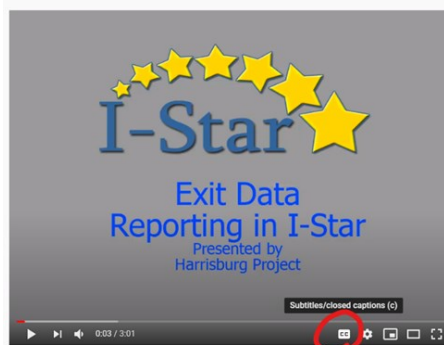 I-Star
Exit Data
Reporting in I-Star
Presented by
Harrisburg Project
Subtitles/closed captions (c)
0:03 / 3:01
CC